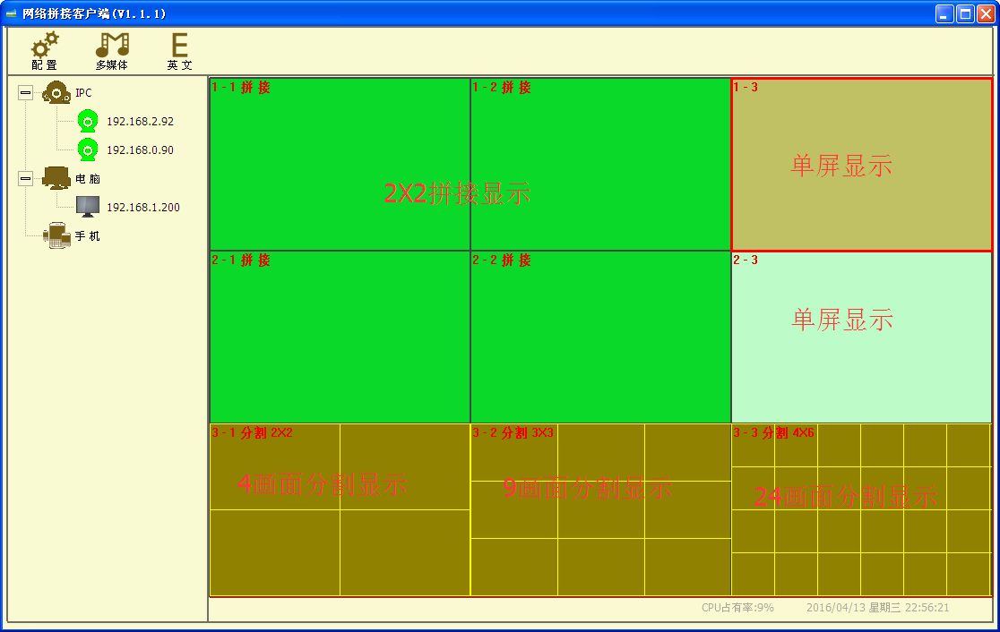 网络拼接客户端(V1.1.1)
配 置
多媒体
英 文
IPC
192.168.2.92
192.168.0.90
电 脑
192.168.1.200
手 机
1 - 1 拼 接
1 - 2 拼 接
1 - 3
单屏显示
2X2拼接显示
2 - 1 拼 接
2 - 2 拼 接
2 - 3
单屏显示
3 - 1 分割 2X2
3 - 2 分割 3X3
3 - 3 分割 4X6
4画面分割显示
9画面分割显示
24画面分割显示
CPU占有率:9%
2016/04/13 星期三 22:56:21